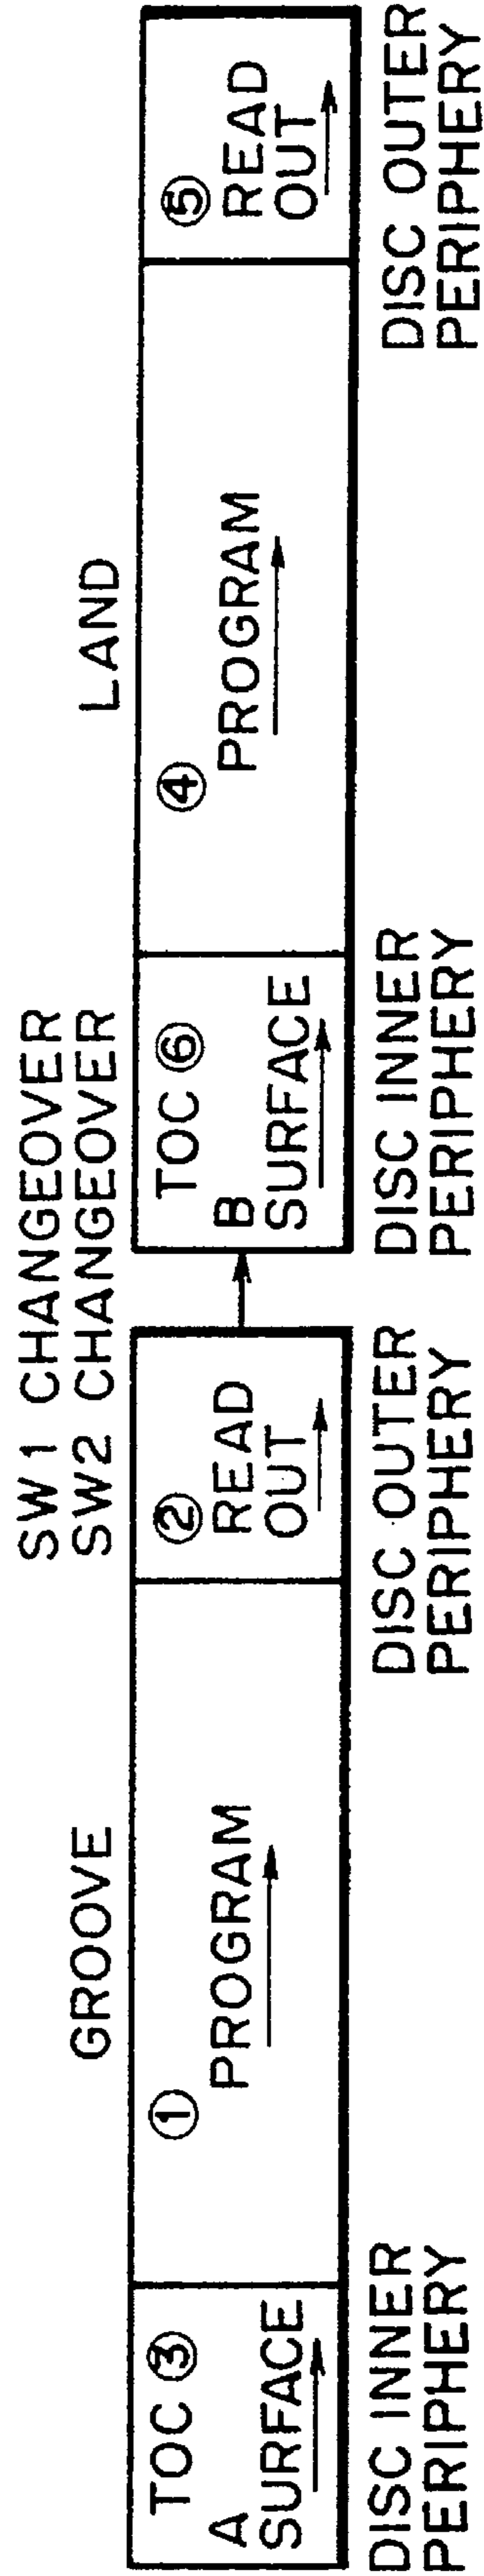 SW1 CHANGEOVER
SW2 CHANGEOVER
GROOVE
LAND
TOC ③
A
SURFACE
①
PROGRAM
②
READ
OUT
TOC ⑥
B
SURFACE
④
PROGRAM
⑤
READ
OUT
DISC INNER
PERIPHERY
DISC OUTER
PERIPHERY
DISC INNER
PERIPHERY
DISC OUTER
PERIPHERY